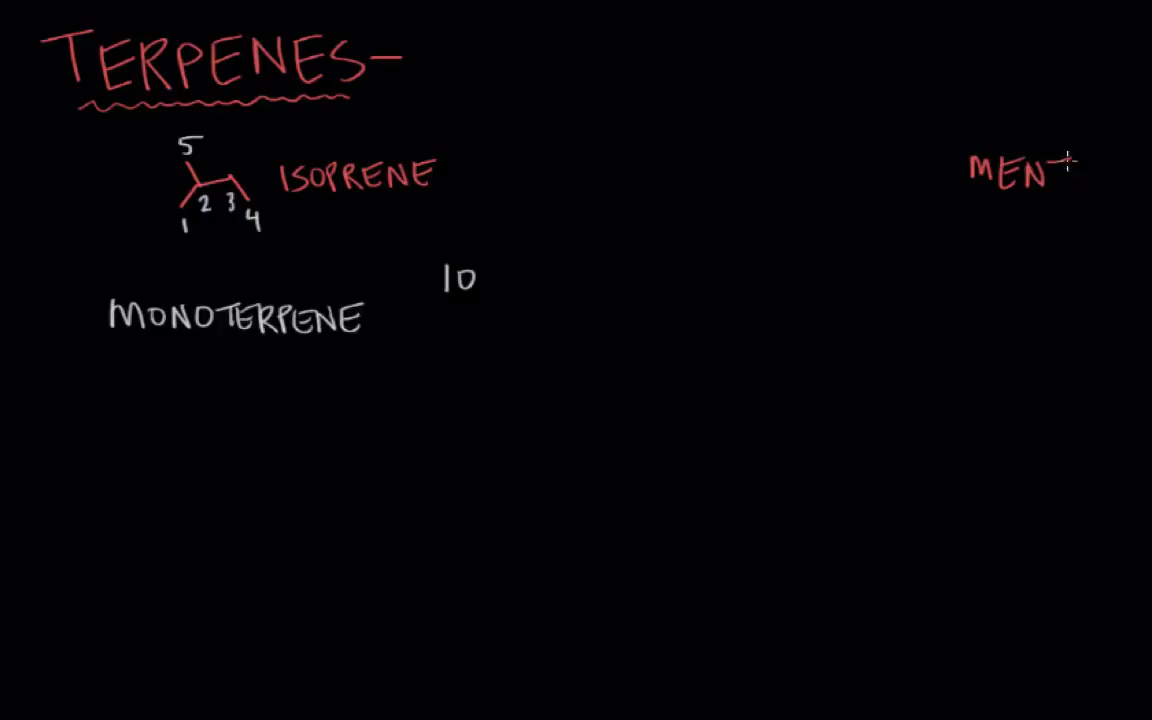 TERPENES-
5
ISOPRENE
1 2 3 4
MEN
10
MONOTERPENE